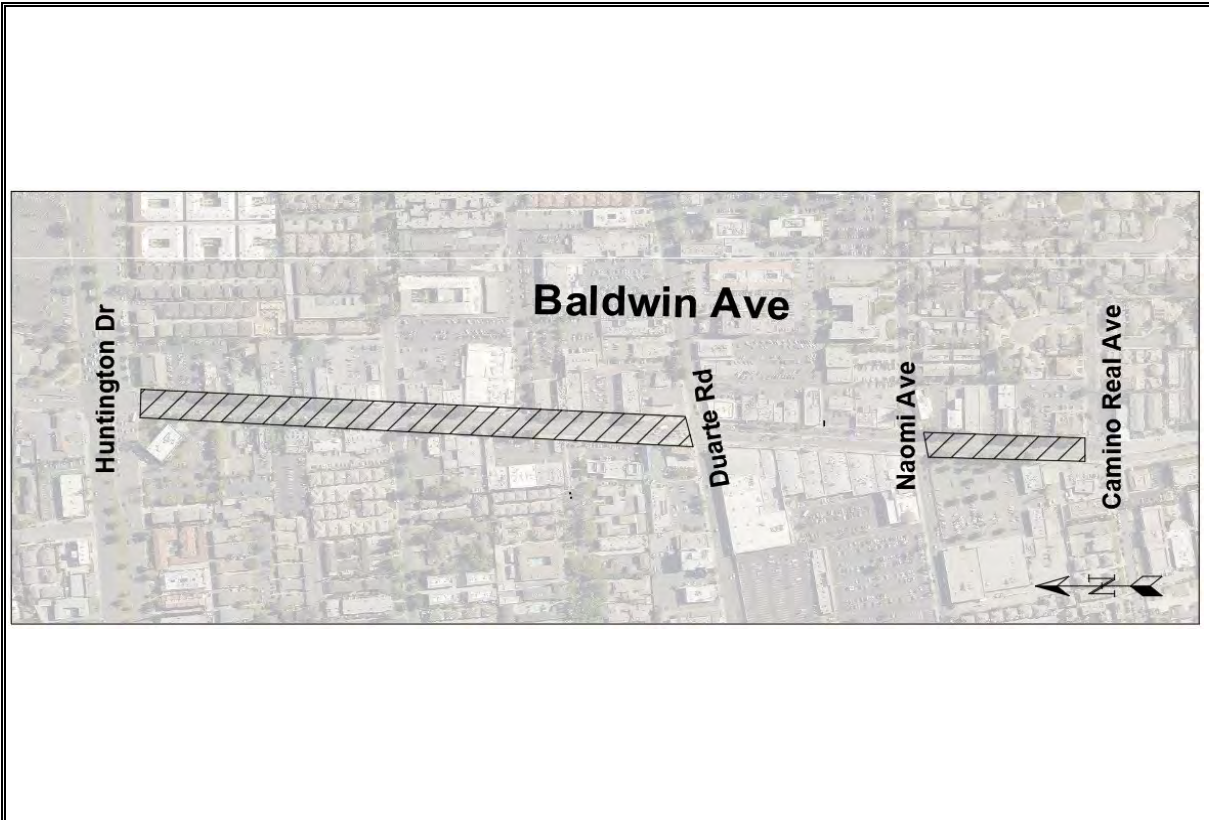 Baldwin Ave
Huntington Dr
Duarte Rd
Naomi Ave
Camino Real Ave
N